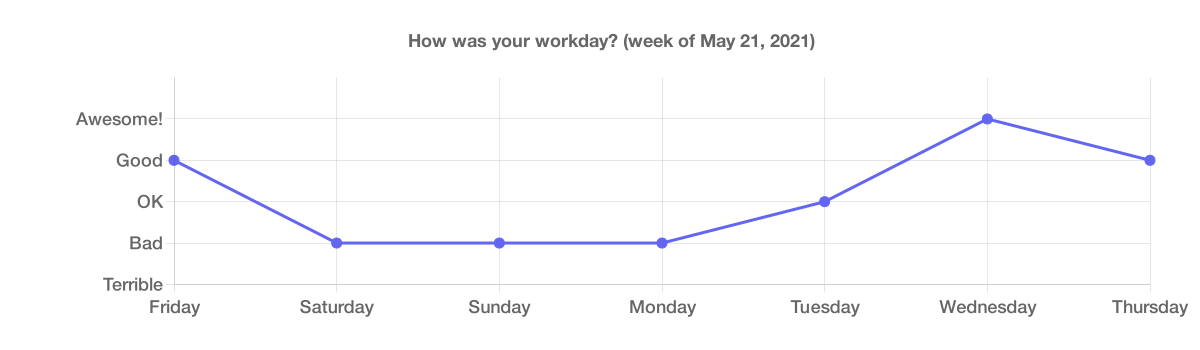 How was your workday? (week of May 21, 2021)
Awesome!
Good
OK
Bad
Terrible
Friday Saturday Sunday Monday Tuesday Wednesday Thursday